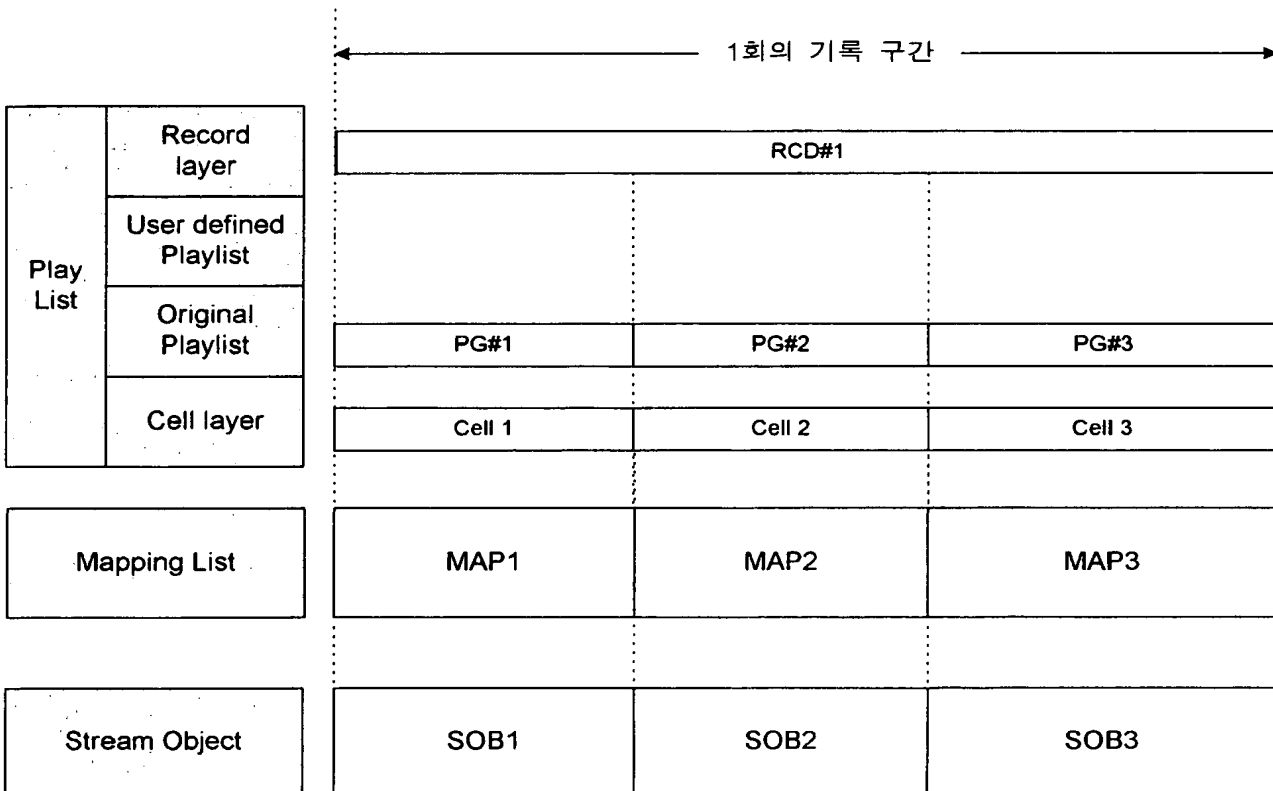 1회의 기록 구간
Play
List
Record
layer
RCD#1
User defined
Playlist
Original
Playlist
PG#1
PG#2
PG#3
Cell layer
Cell 1
Cell 2
Cell 3
Mapping List
MAP1
MAP2
MAP3
Stream Object
SOB1
SOB2
SOB3